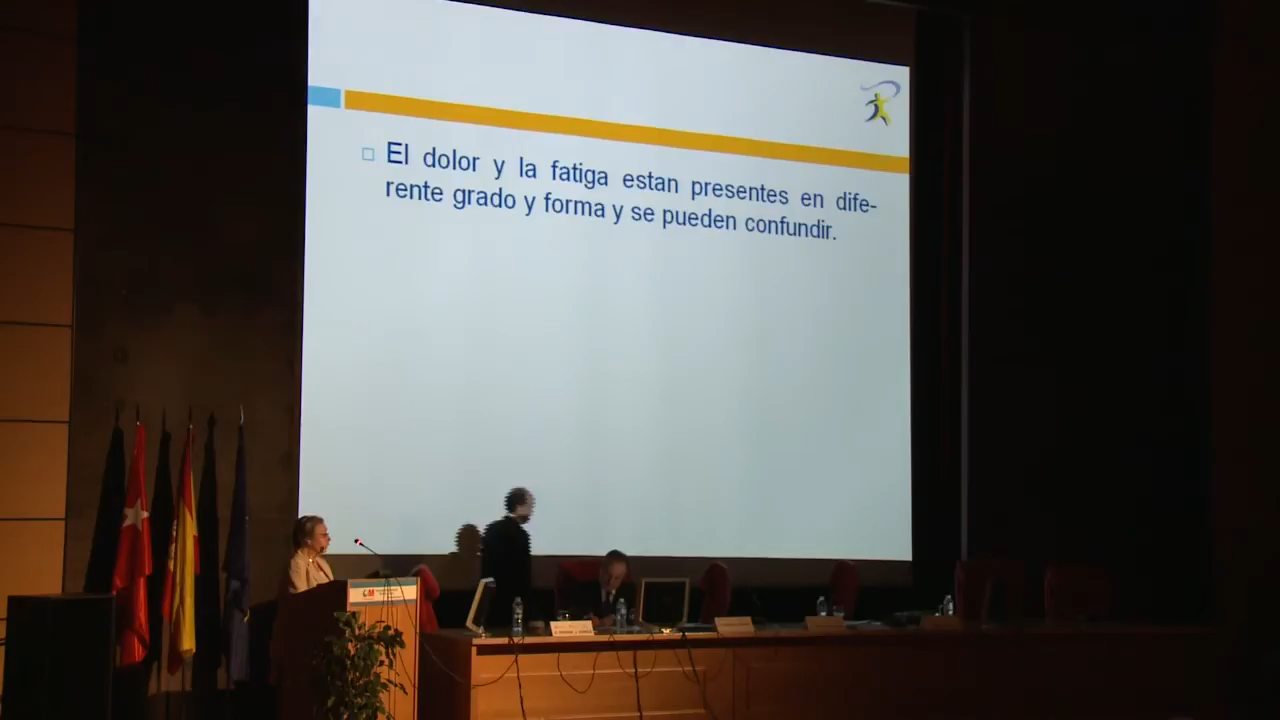 El dolor y la fatiga estan presentes en dife-
rente grado y forma y se pueden confundir.